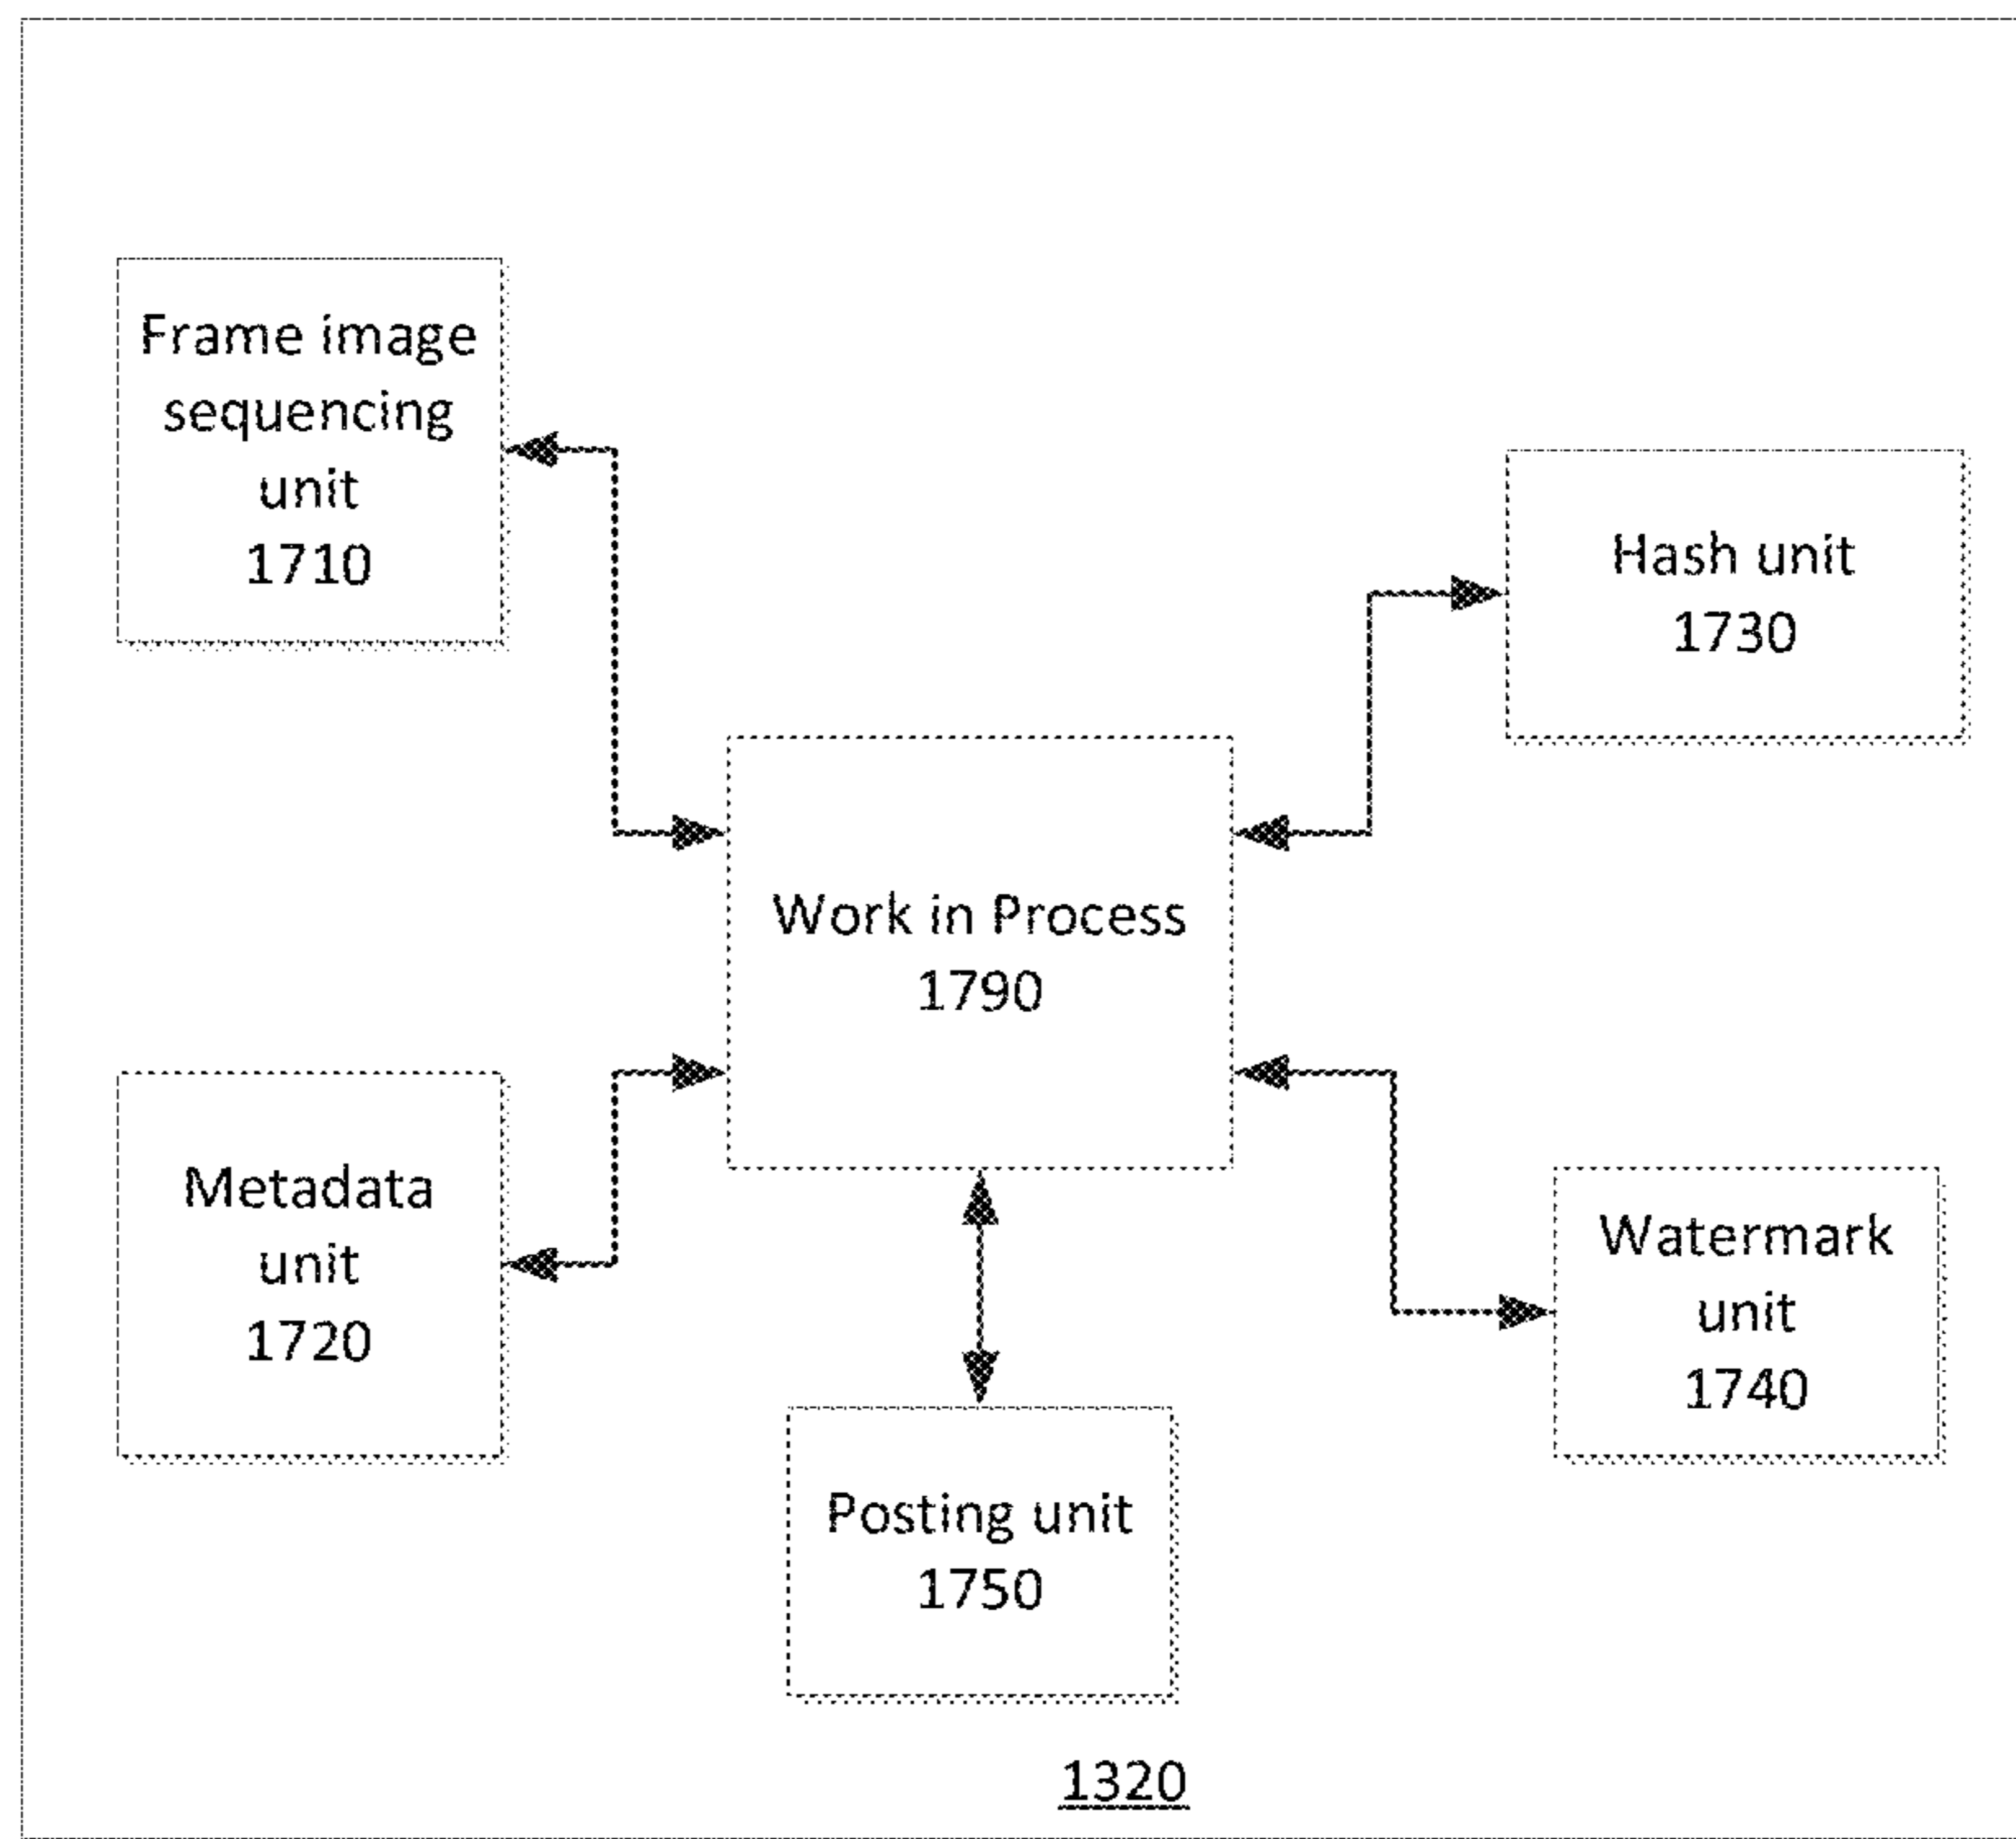 Frame image
sequencing
unit
1710
Hash unit
1730
Work in Process
1790
Metadata
unit
1720
Watermark
unit
1740
Posting unit
1750
1320